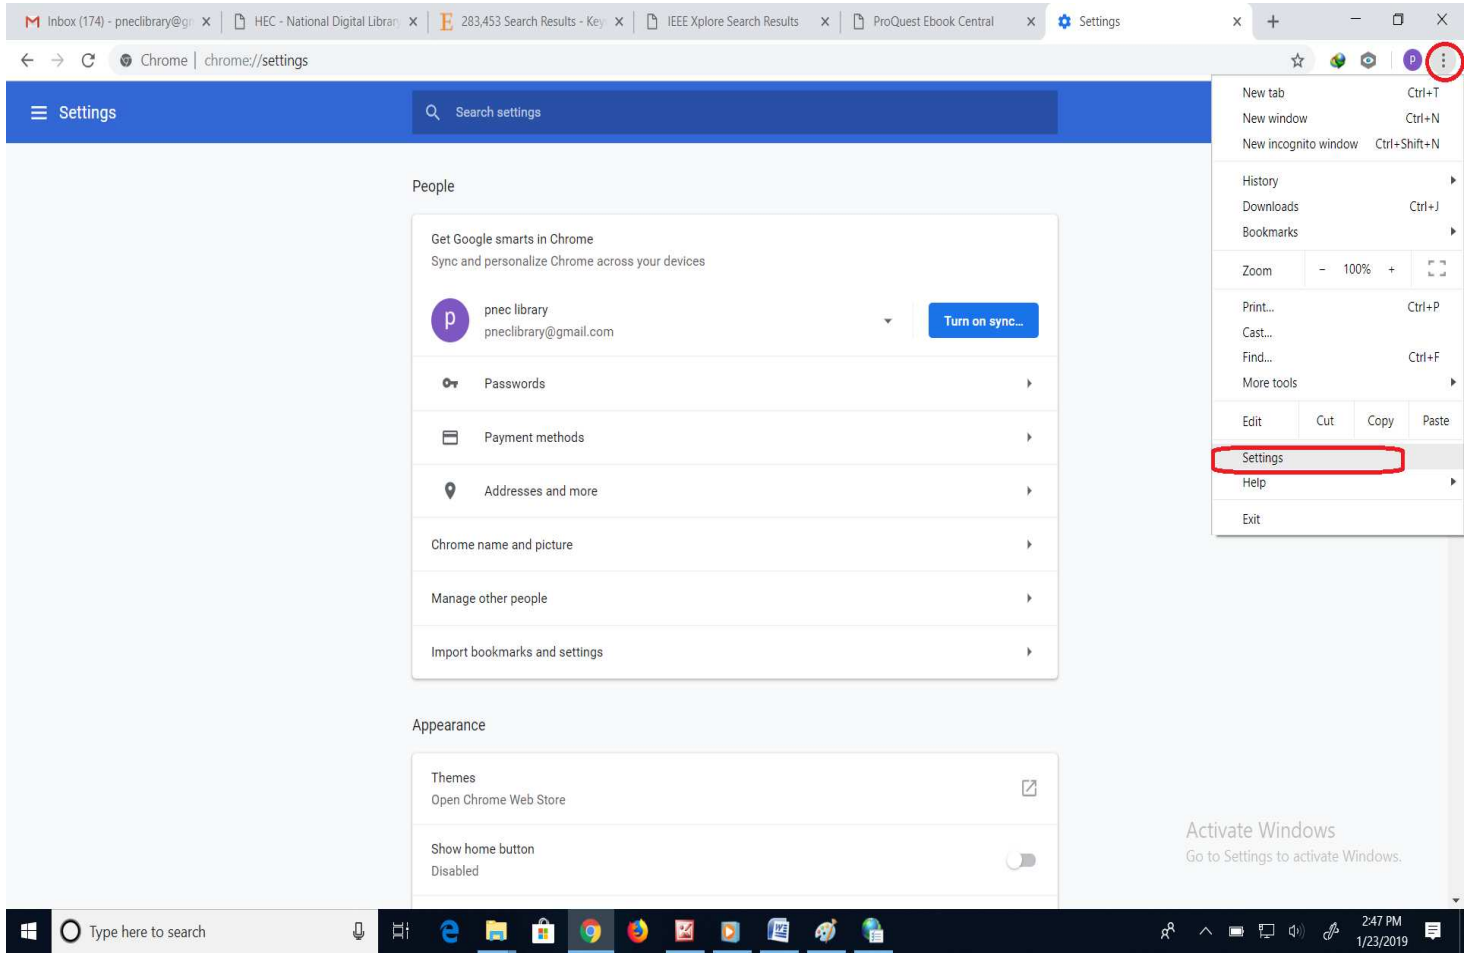 Inbox (174) - pneclibrary@g
HEC - National Digital Librar
283,453 Search Results - Key
IEEE Xplore Search Results
ProQuest Ebook Central
Settings
Chrome | chrome://settings
P
Settings
Search settings
People
Get Google smarts in Chrome
Sync and personalize Chrome across your devices
p
pnec library
pneclibrary@gmail.com
Turn on sync...
Passwords
Payment methods
Addresses and more
Chrome name and picture
Manage other people
Import bookmarks and settings
Appearance
Themes
Open Chrome Web Store
Show home button
Disabled
New tab Ctrl+T
New window Ctrl+N
New incognito window Ctrl+Shift+N
History
Downloads Ctrl+J
Bookmarks
Zoom - 100% +
Print... Ctrl+P
Cast...
Find... Ctrl+F
More tools
Edit Cut Copy Paste
Settings
Help
Exit
Activate Windows
Go to Settings to activate Windows.
Type here to search
2:47 PM
1/23/2019